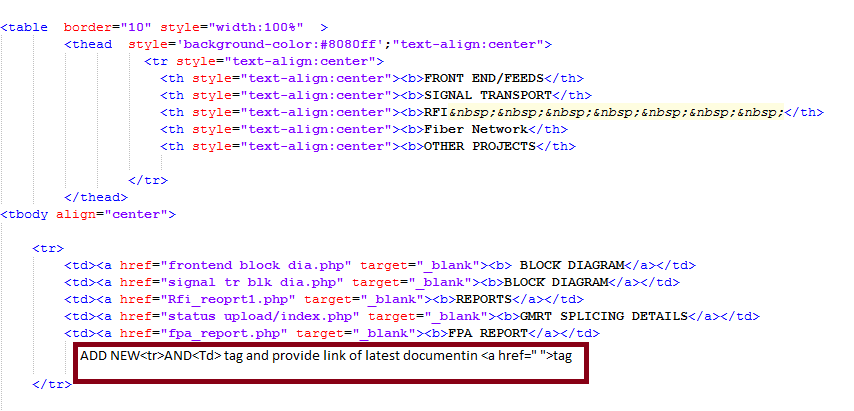 <table  border="10" style="width:100%"  >
<thead  style='background-color:#8080ff';"text-align:center">
<tr style="text-align:center">
<th style="text-align:center"><b>FRONT END/FEEDS</th>
<th style="text-align:center"><b>SIGNAL TRANSPORT</th>
<th style="text-align:center"><b>RFI&nbsp;&nbsp;&nbsp;&nbsp;&nbsp;&nbsp;&nbsp;</th>
<th style="text-align:center"><b>Fiber Network</th>
<th style="text-align:center"><b>OTHER PROJECTS</th>
</tr>
</thead>
<tbody align="center">
<tr>
<td><a href="frontend block dia.php" target="_blank"><b> BLOCK DIAGRAM</a></td>
<td><a href="signal tr blk dia.php" target="_blank"><b>BLOCK DIAGRAM</a></td>
<td><a href="Rfi_reoprt1.php" target="_blank"><b>REPORTS</a></td>
<td><a href="status upload/index.php" target="_blank"><b>GMRT SPLICING DETAILS</a></td>
<td><a href="fpa_report.php" target="_blank"><b>FPA REPORT</a></td>
ADD NEW<tr>AND<Td> tag and provide link of latest documentin <a href=" ">tag
</tr>